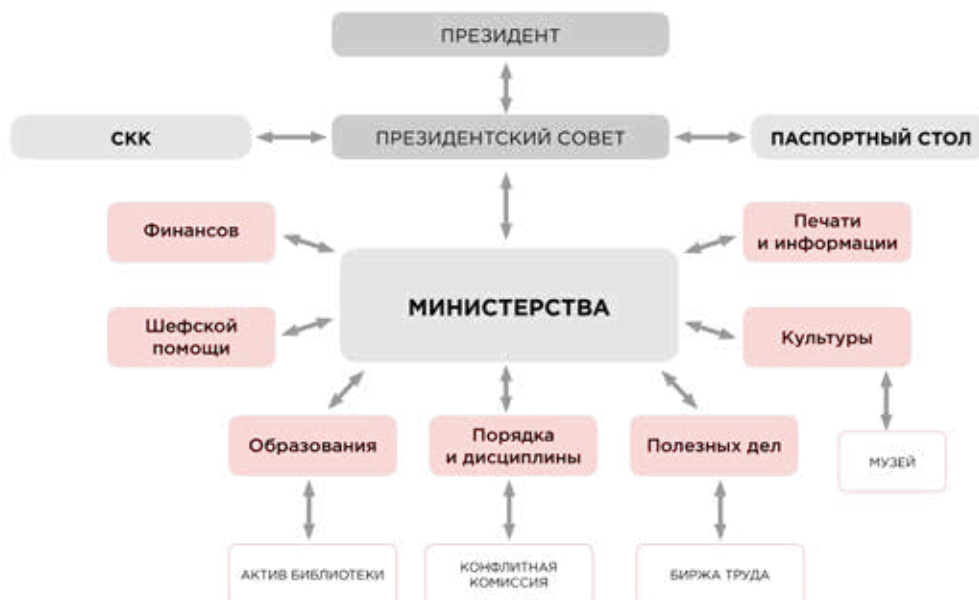 ПРЕЗИДЕНТ
СКК
ПРЕЗИДЕНТСКИЙ СОВЕТ
ПАСПОРТНЫЙ СТОЛ
Финансов
Печати
и информации
МИНИСТЕРСТВА
Шефской
помощи
Культуры
Образования
Порядка
и дисциплины
Полезных дел
МУЗЕЙ
АКТИВ БИБЛИОТЕКИ
КОНФЛИТНАЯ
КОМИССИЯ
БИРЖА ТРУДА